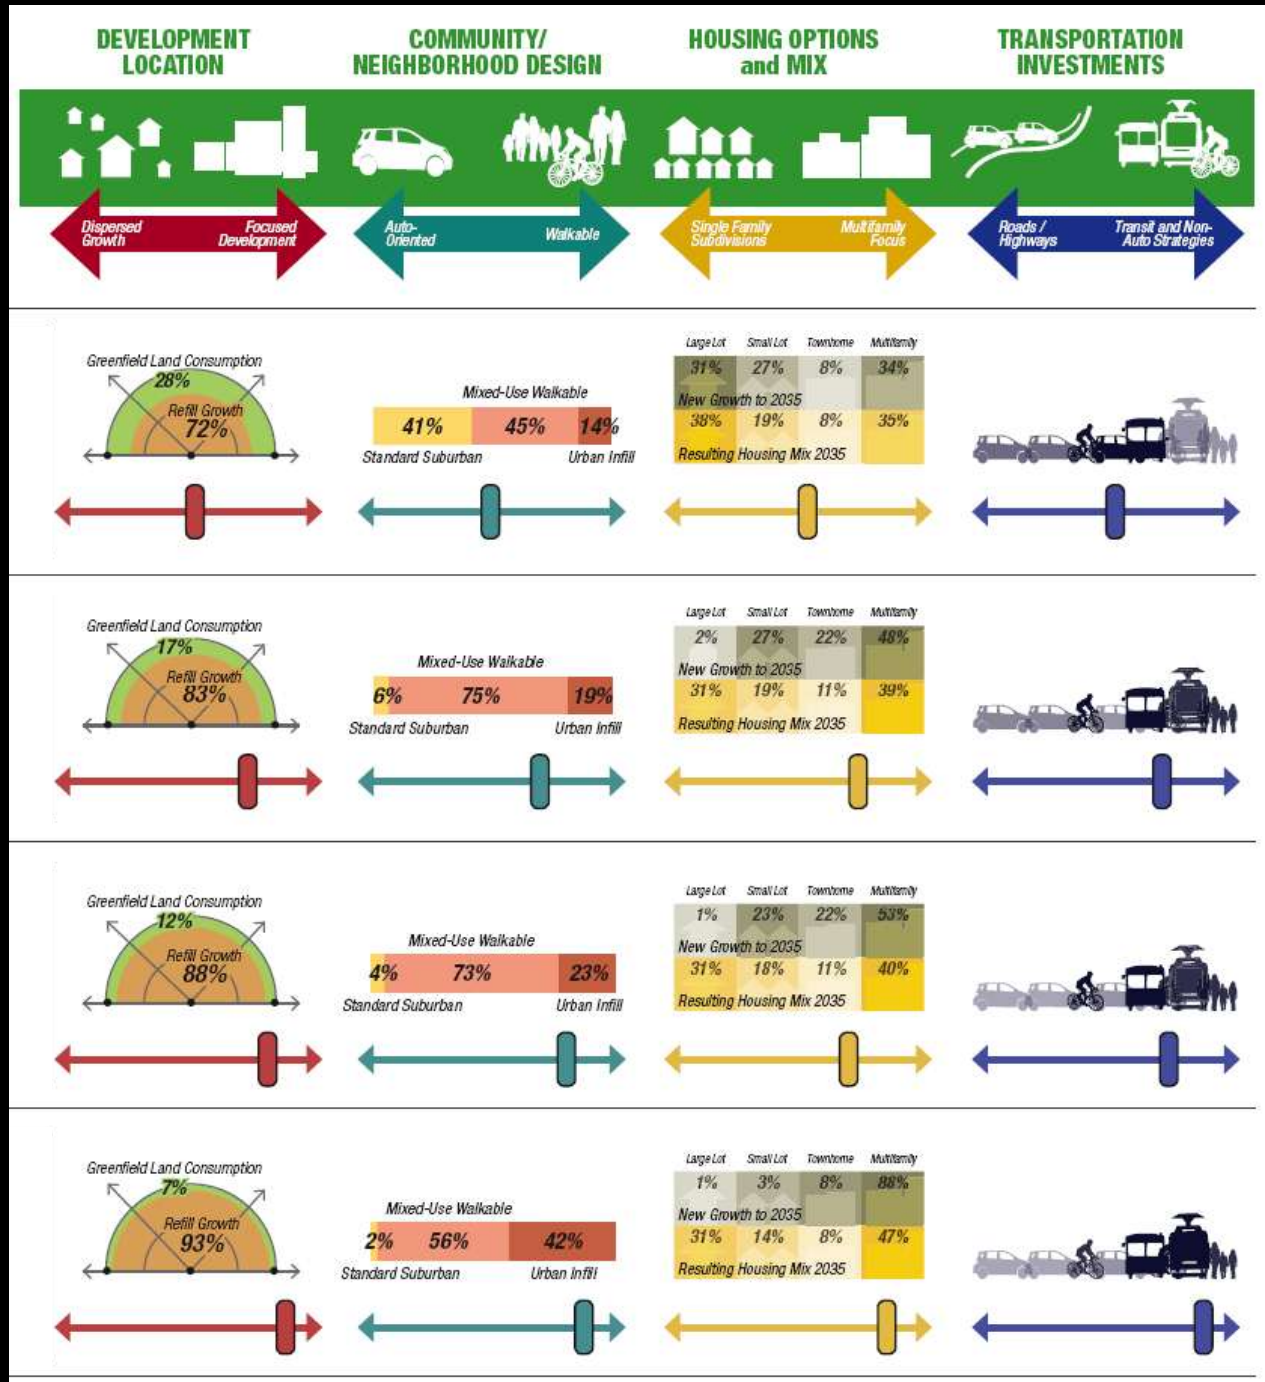 DEVELOPMENT
LOCATION
COMMUNITY/
NEIGHBORHOOD DESIGN
HOUSING OPTIONS
and MIX
TRANSPORTATION
INVESTMENTS
Dispersed
Growth
Focused
Development
Auto-
Oriented
Walkable
Single Family
Subdivisions
Multifamily
Focus
Roads /
Highways
Transit and Non-
Auto Strategies
Greenfield Land Consumption
28%
Refill Growth
72%
Mixed-Use Walkable
41% 45% 14%
Standard Suburban Urban Infill
Large Lot Small Lot Townhome Multifamily
31% 27% 8% 34%
New Growth to 2035
38% 19% 8% 35%
Resulting Housing Mix 2035
Greenfield Land Consumption
17%
Refill Growth
83%
Mixed-Use Walkable
6% 75% 19%
Standard Suburban Urban Infill
Large Lot Small Lot Townhome Multifamily
2% 27% 22% 48%
New Growth to 2035
31% 19% 11% 39%
Resulting Housing Mix 2035
Greenfield Land Consumption
12%
Refill Growth
88%
Mixed-Use Walkable
4% 73% 23%
Standard Suburban Urban Infill
Large Lot Small Lot Townhome Multifamily
1% 23% 22% 53%
New Growth to 2035
31% 18% 11% 40%
Resulting Housing Mix 2035
Greenfield Land Consumption
7%
Refill Growth
93%
Mixed-Use Walkable
2% 56% 42%
Standard Suburban Urban Infill
Large Lot Small Lot Townhome Multifamily
1% 3% 8% 88%
New Growth to 2035
31% 14% 8% 47%
Resulting Housing Mix 2035